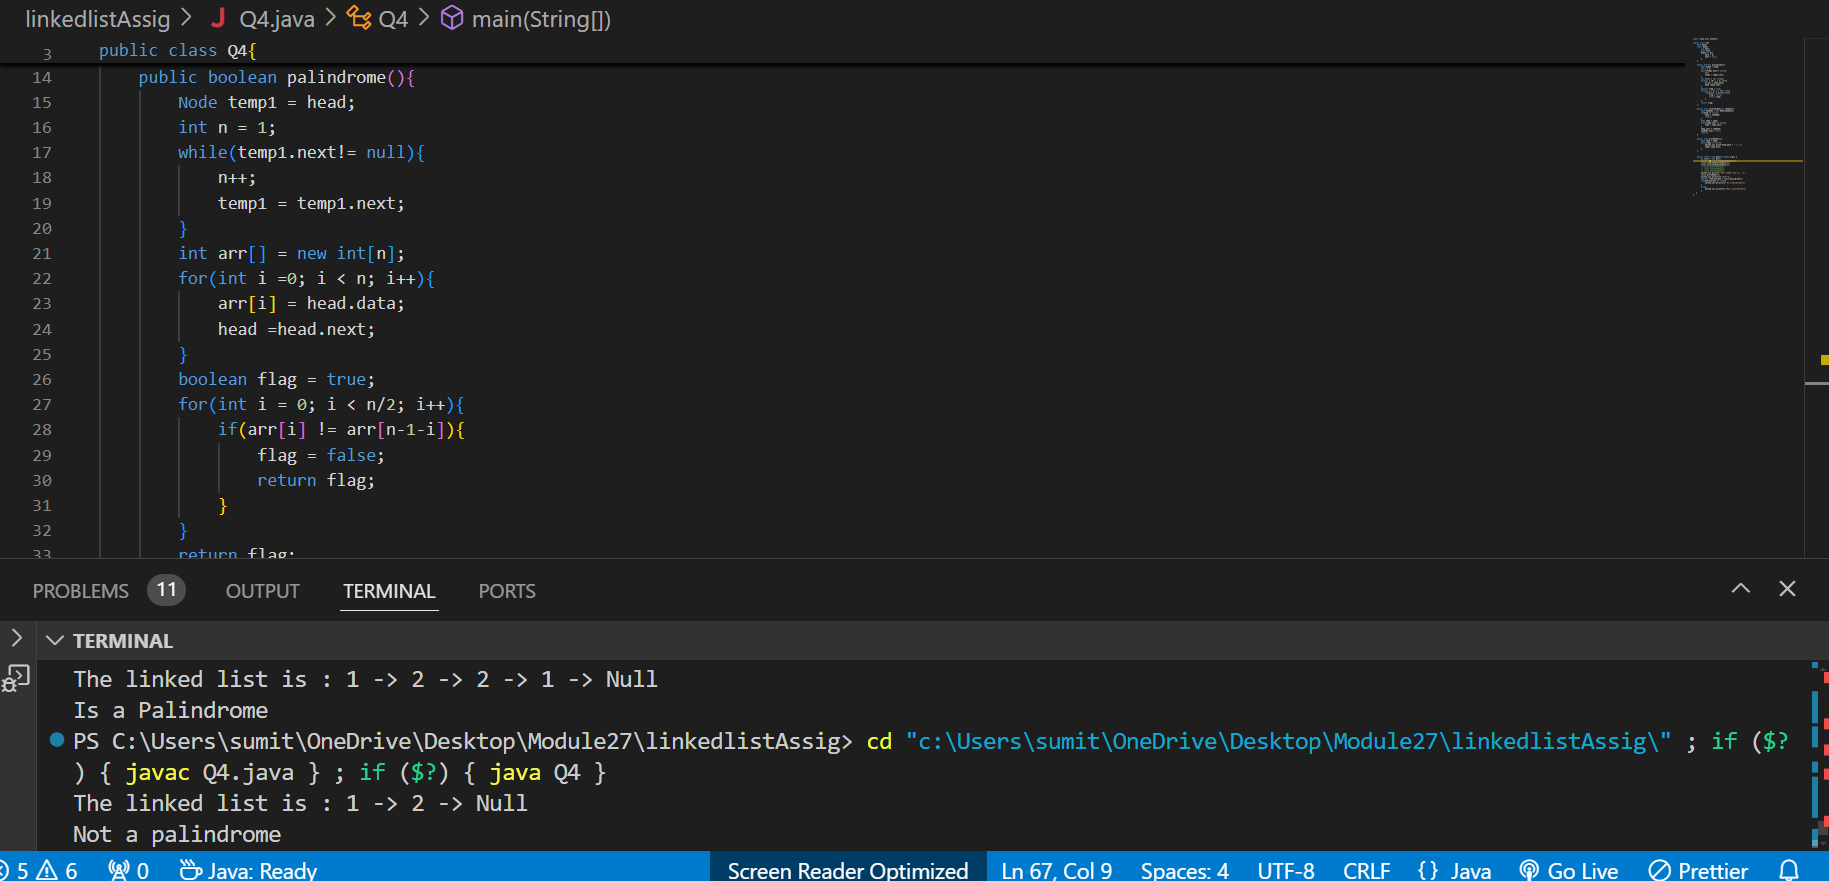 linkedlistAssig > J Q4.java > Q4 > main(String[])
3 public class Q4{
14 public boolean palindrome(){
15 Node temp1 = head;
16 int n = 1;
17 while(temp1.next!= null){
18 n++;
19 temp1 = temp1.next;
20 }
21 int arr[] = new int[n];
22 for(int i =0; i < n; i++){
23 arr[i] = head.data;
24 head =head.next;
25 }
26 boolean flag = true;
27 for(int i = 0; i < n/2; i++){
28 if(arr[i] != arr[n-1-i]){
29 flag = false;
30 return flag;
31 }
32 }
33 return flag;
PROBLEMS 11 OUTPUT TERMINAL PORTS
TERMINAL
The linked list is : 1 -> 2 -> 2 -> 1 -> Null
Is a Palindrome
PS C:\Users\sumit\OneDrive\Desktop\Module27\linkedlistAssig> cd "c:\Users\sumit\OneDrive\Desktop\Module27\linkedlistAssig\" ; if ($?
) { javac Q4.java } ; if ($?) { java Q4 }
The linked list is : 1 -> 2 -> Null
Not a palindrome
5 6 0 Java: Ready Screen Reader Optimized Ln 67, Col 9 Spaces: 4 UTF-8 CRLF {} Java Go Live Prettier